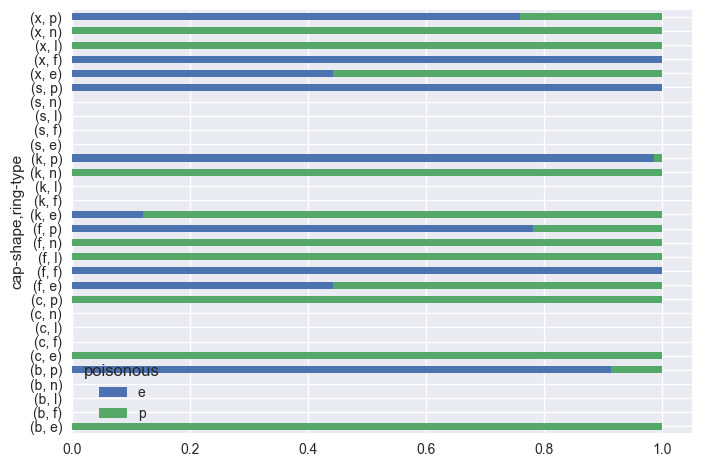 (x, p)
(x, n)
(x, l)
(x, f)
(x, e)
(s, p)
(s, n)
(s, l)
(s, f)
(s, e)
(k, p)
(k, n)
(k, l)
(k, f)
(k, e)
(f, p)
(f, n)
(f, l)
(f, f)
(f, e)
(c, p)
(c, n)
(c, l)
(c, f)
(c, e)
(b, p)
(b, n)
(b, l)
(b, f)
(b, e)
cap-shape,ring-type
poisonous
e
p
0.0 0.2 0.4 0.6 0.8 1.0